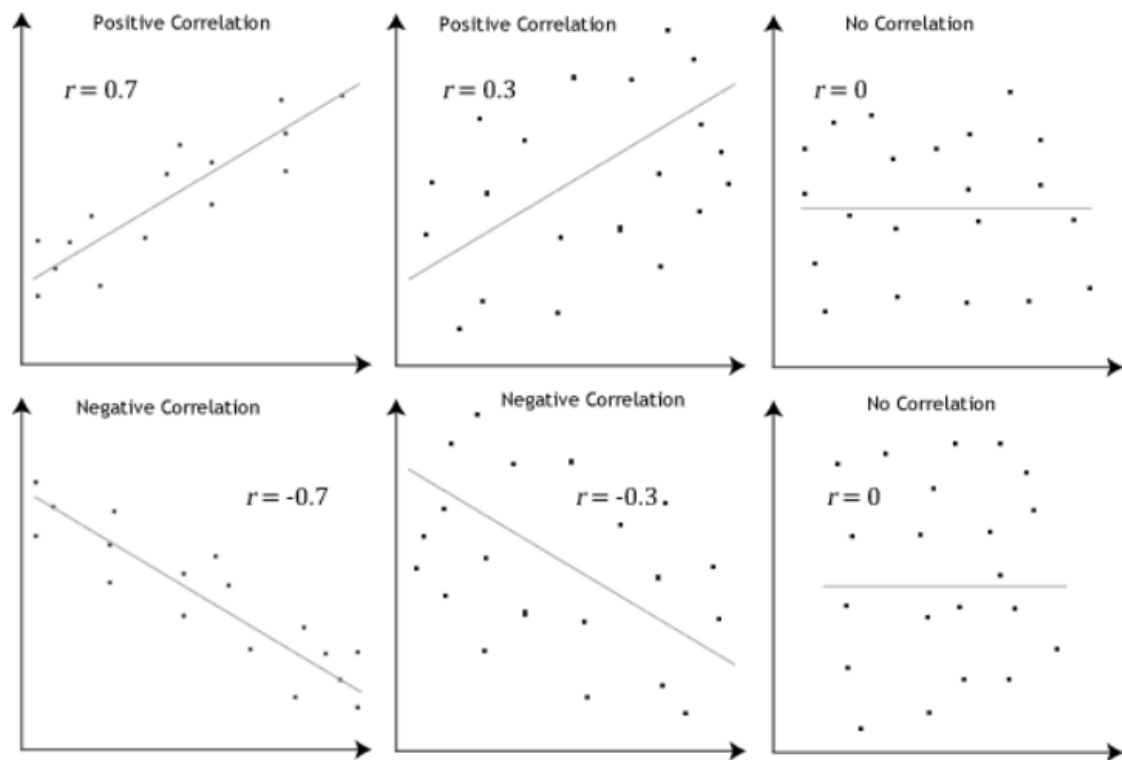 Positive Correlation
r = 0.7
Positive Correlation
r = 0.3
No Correlation
r = 0
Negative Correlation
r = -0.7
Negative Correlation
r = -0.3
No Correlation
r = 0